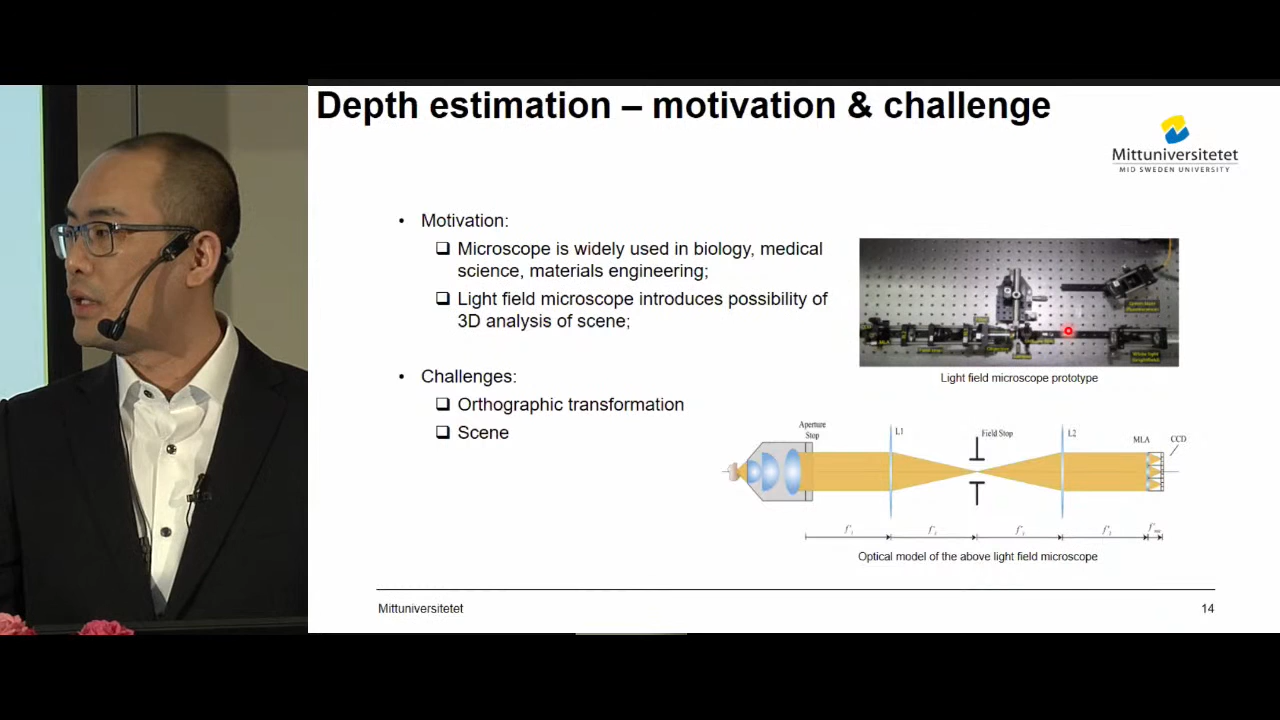 Depth estimation – motivation & challenge
Mittuniversitetet
MID SWEDEN UNIVERSITY
• Motivation:
❑ Microscope is widely used in biology, medical
science, materials engineering;
❑ Light field microscope introduces possibility of
3D analysis of scene;
• Challenges:
❑ Orthographic transformation
❑ Scene
MLA
Light field microscope prototype
Aperture
Stop
L1
Field Stop
L2
MLA
CCD
Optical model of the above light field microscope
Mittuniversitetet
14